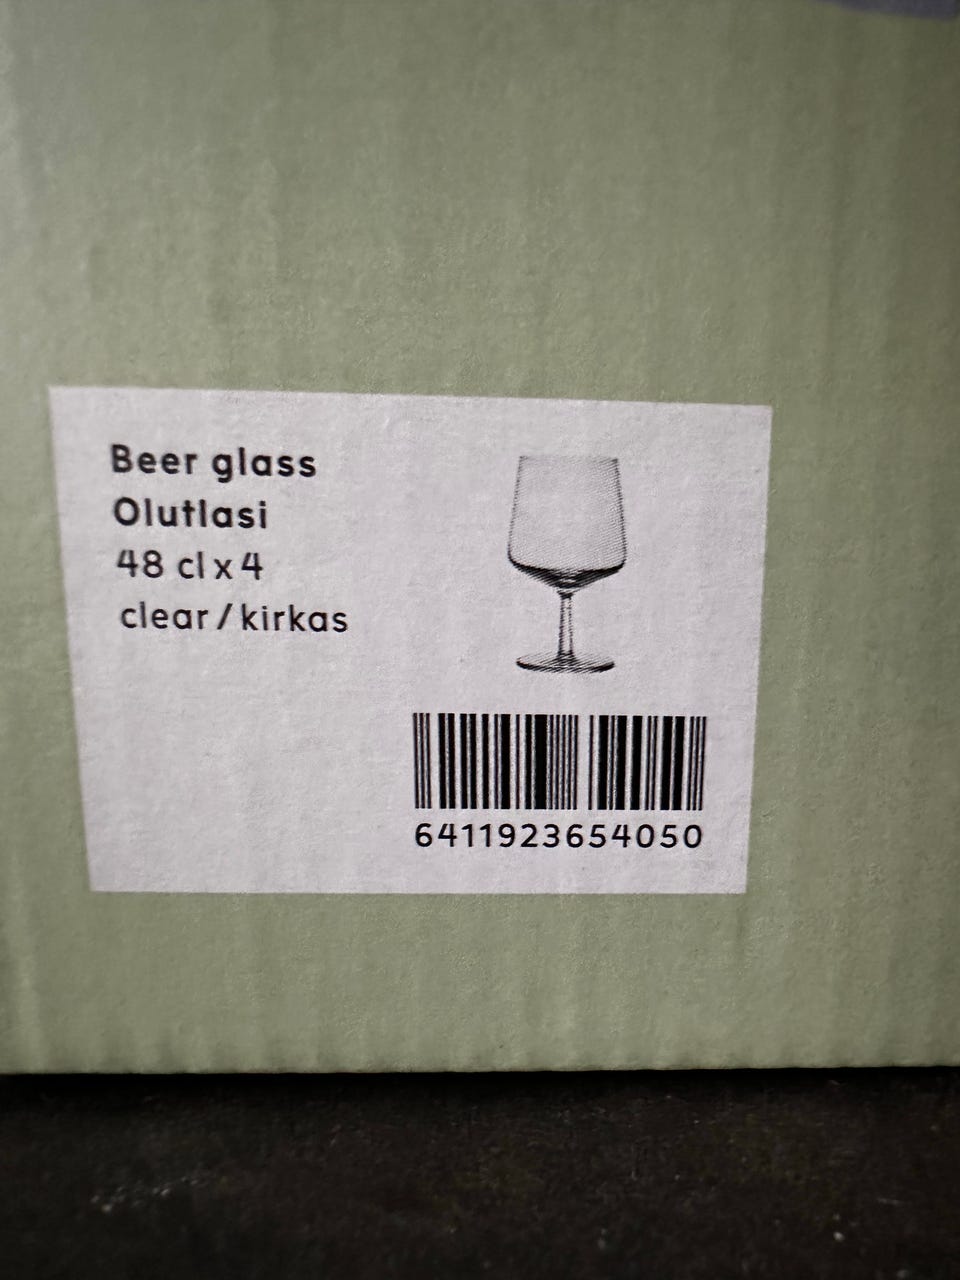 Beer glass
Olutlasi
48 cl x 4
clear / kirkas
6411923654050